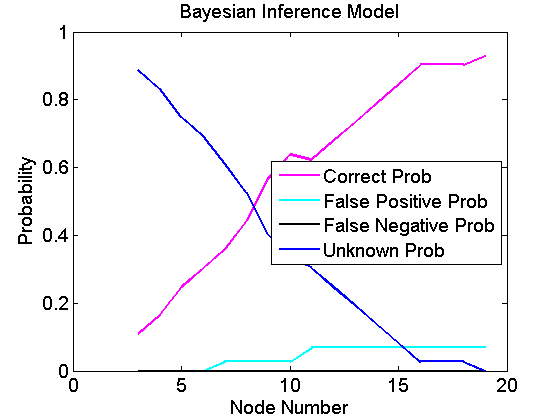 Bayesian Inference Model
1
0.8
0.6
0.4
0.2
0
Probability
Correct Prob
False Positive Prob
False Negative Prob
Unknown Prob
0 5 10 15 20
Node Number